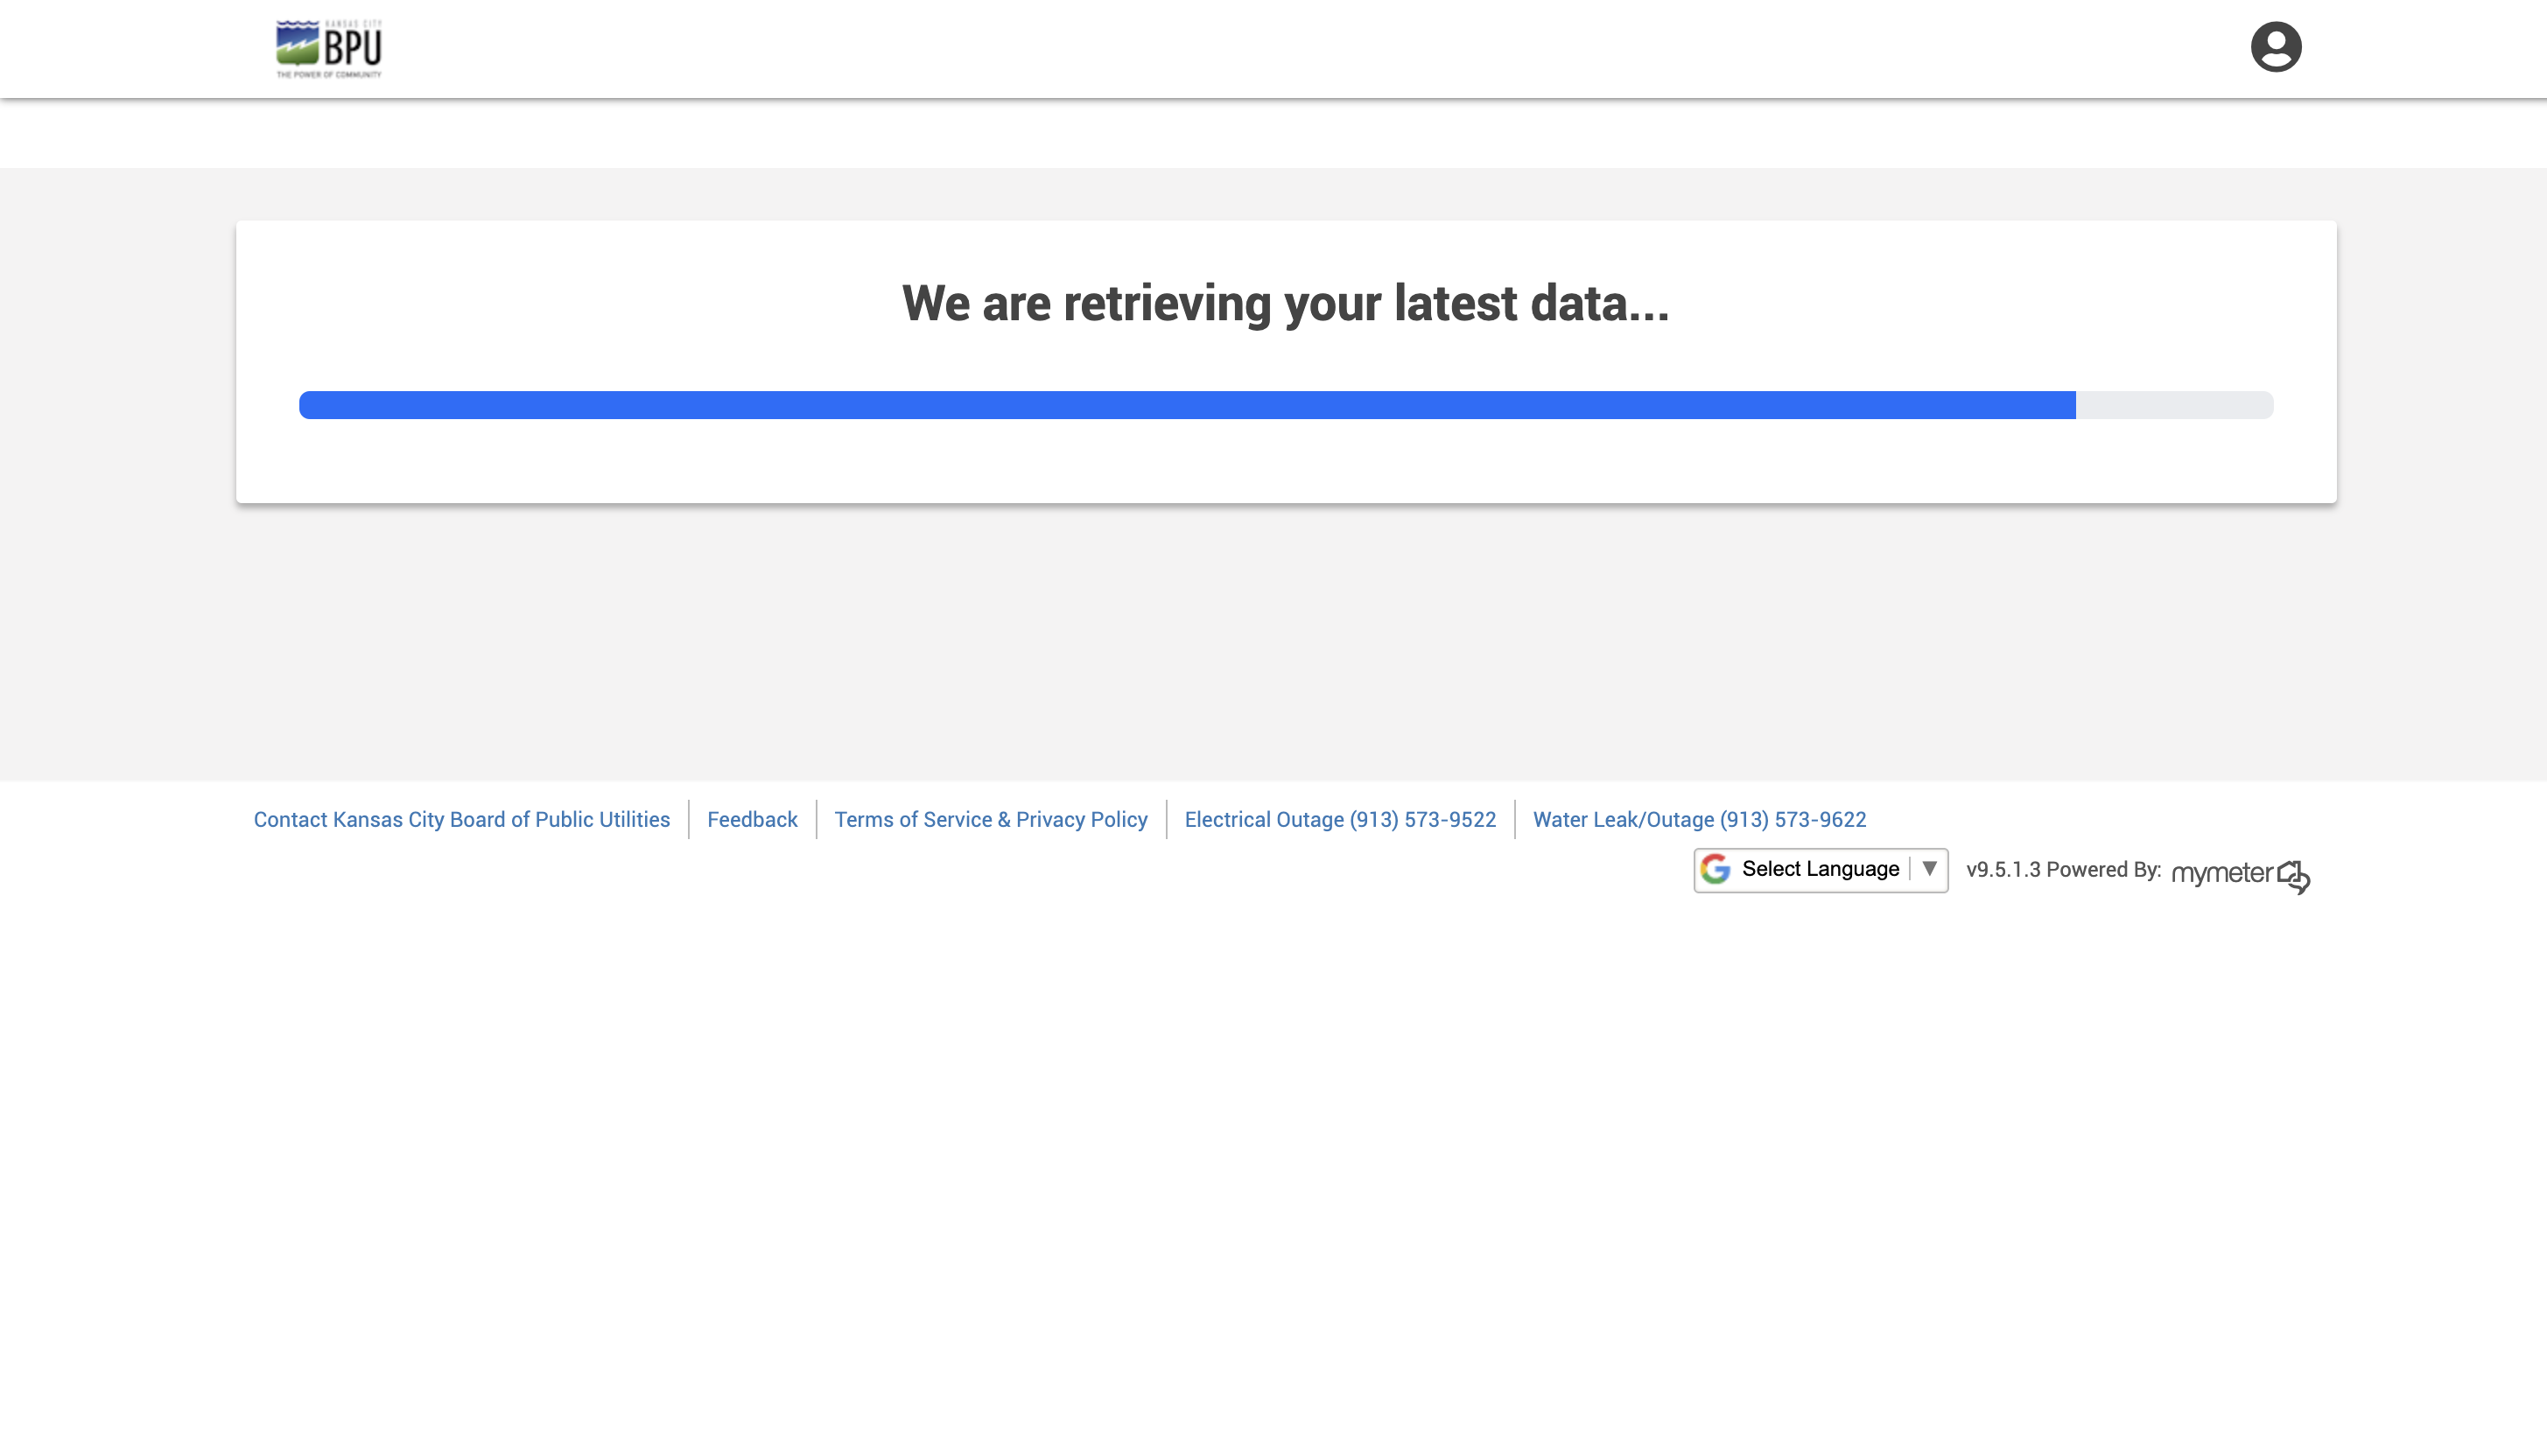 KANSAS CITY
BPU
THE POWER OF COMMUNITY
We are retrieving your latest data...
Contact Kansas City Board of Public Utilities
Feedback
Terms of Service & Privacy Policy
Electrical Outage (913) 573-9522
Water Leak/Outage (913) 573-9622
Select Language ▼
v9.5.1.3 Powered By: mymeter